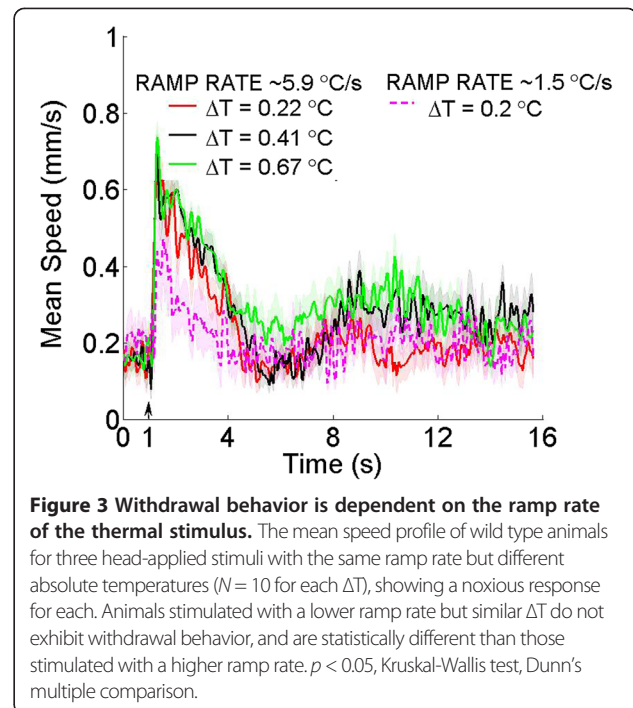 1
RAMP RATE ~5.9 °C/s RAMP RATE ~1.5 °C/s
ΔT = 0.22 °C ΔT = 0.2 °C
0.8
ΔT = 0.41 °C
ΔT = 0.67 °C
0.6
Mean Speed (mm/s)
0.4
0.2
0
0 1 4 8 12 16
Time (s)
Figure 3 Withdrawal behavior is dependent on the ramp rate
of the thermal stimulus. The mean speed profile of wild type animals
for three head-applied stimuli with the same ramp rate but different
absolute temperatures (N = 10 for each ΔT), showing a noxious response
for each. Animals stimulated with a lower ramp rate but similar ΔT do not
exhibit withdrawal behavior, and are statistically different than those
stimulated with a higher ramp rate. p < 0.05, Kruskal-Wallis test, Dunn's
multiple comparison.